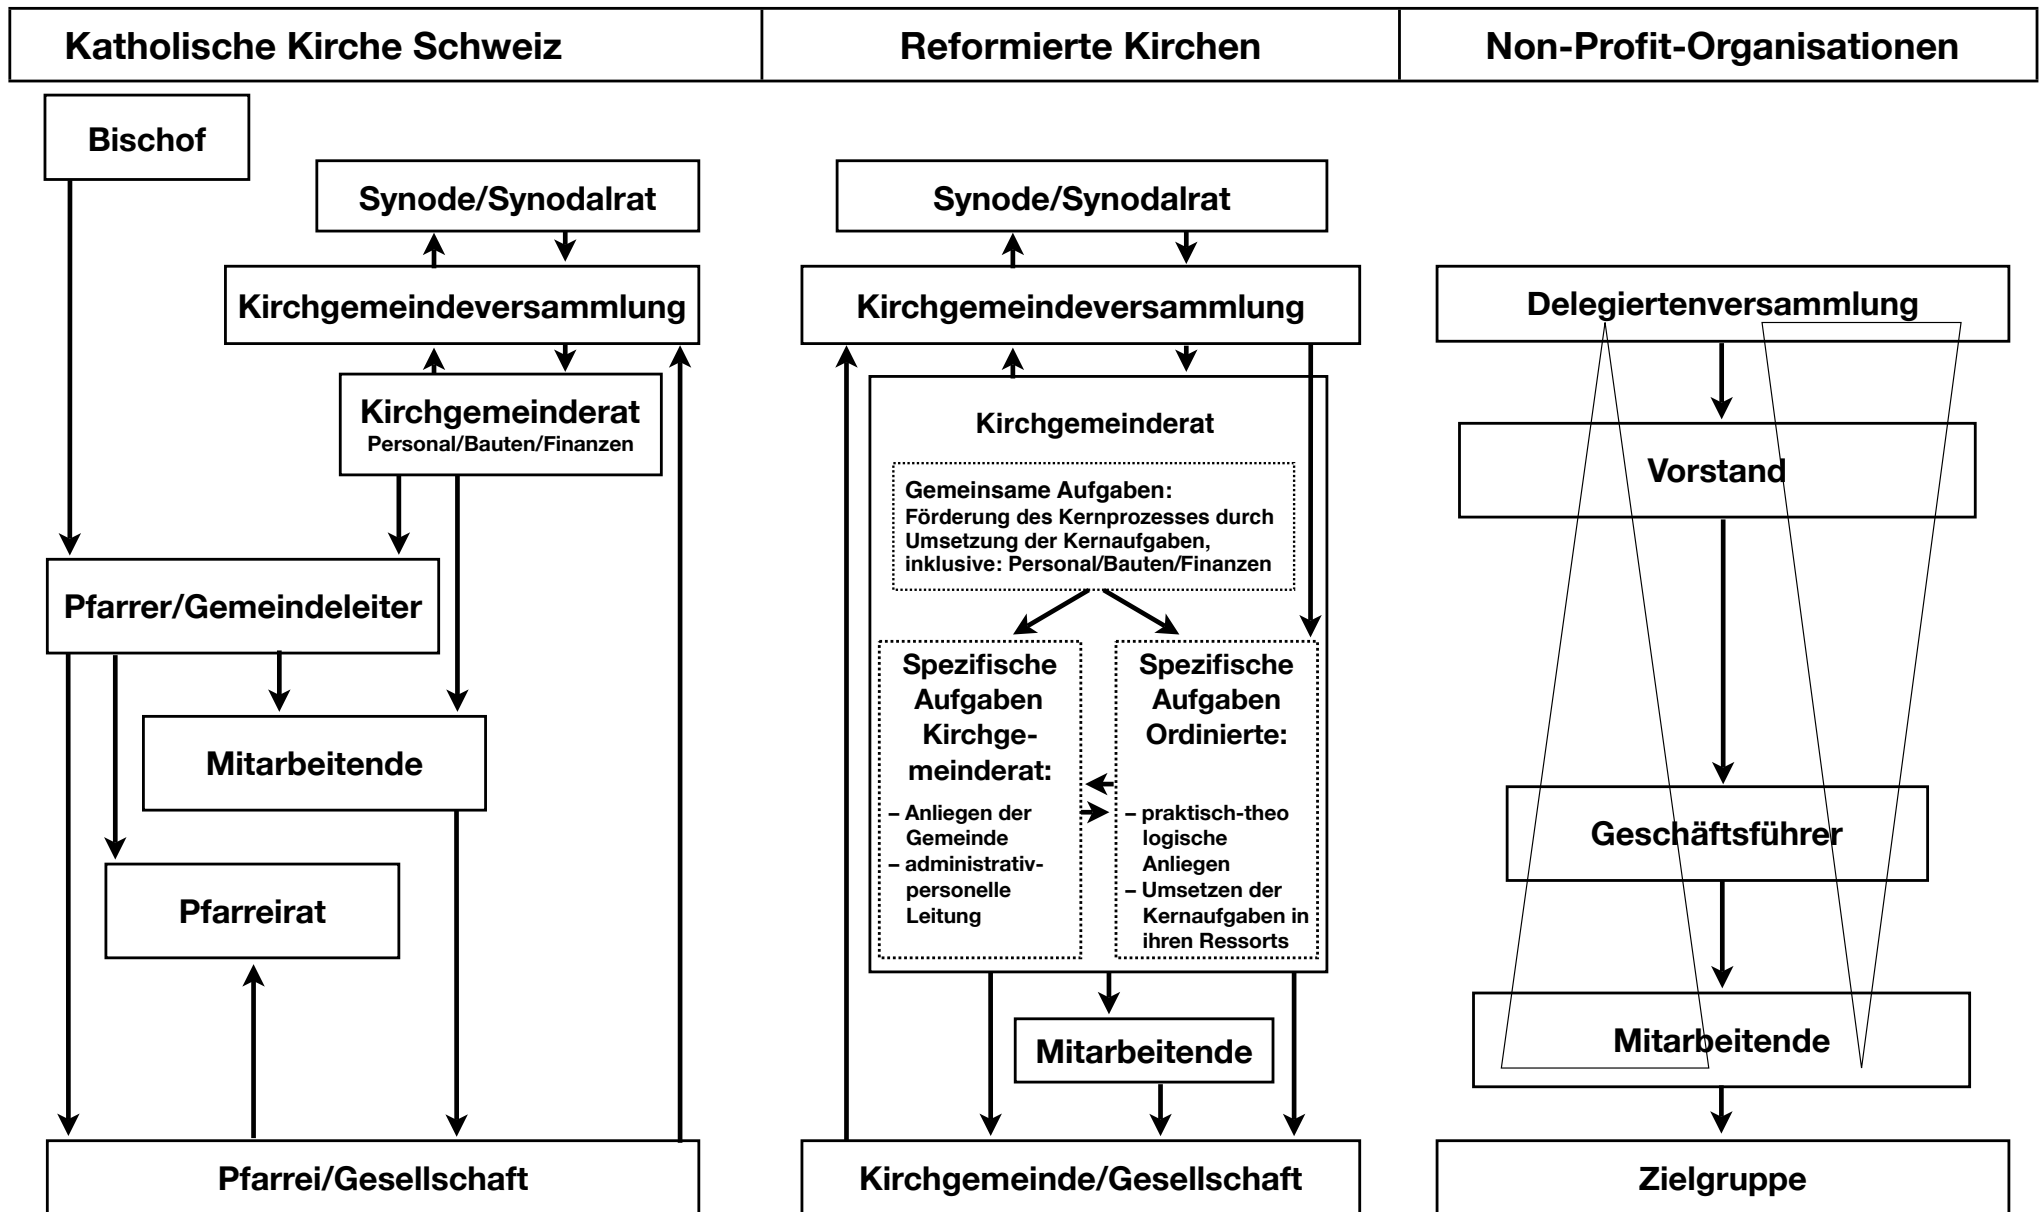 Katholische Kirche Schweiz
Reformierte Kirchen
Non-Profit-Organisationen
Bischof
Synode/Synodalrat
Kirchgemeindeversammlung
Kirchgemeinderat
Personal/Bauten/Finanzen
Pfarrer/Gemeindeleiter
Mitarbeitende
Pfarreirat
Pfarrei/Gesellschaft
Synode/Synodalrat
Kirchgemeindeversammlung
Kirchgemeinderat
Gemeinsame Aufgaben:
Förderung des Kernprozesses durch
Umsetzung der Kernaufgaben,
inklusive: Personal/Bauten/Finanzen
Spezifische
Aufgaben
Kirchge-
meinderat:
– Anliegen der
Gemeinde
– administrativ-
personelle
Leitung
Spezifische
Aufgaben
Ordinierte:
– praktisch-theo
logische
Anliegen
– Umsetzen der
Kernaufgaben in
ihren Ressorts
Mitarbeitende
Kirchgemeinde/Gesellschaft
Delegiertenversammlung
Vorstand
Geschäftsführer
Mitarbeitende
Zielgruppe